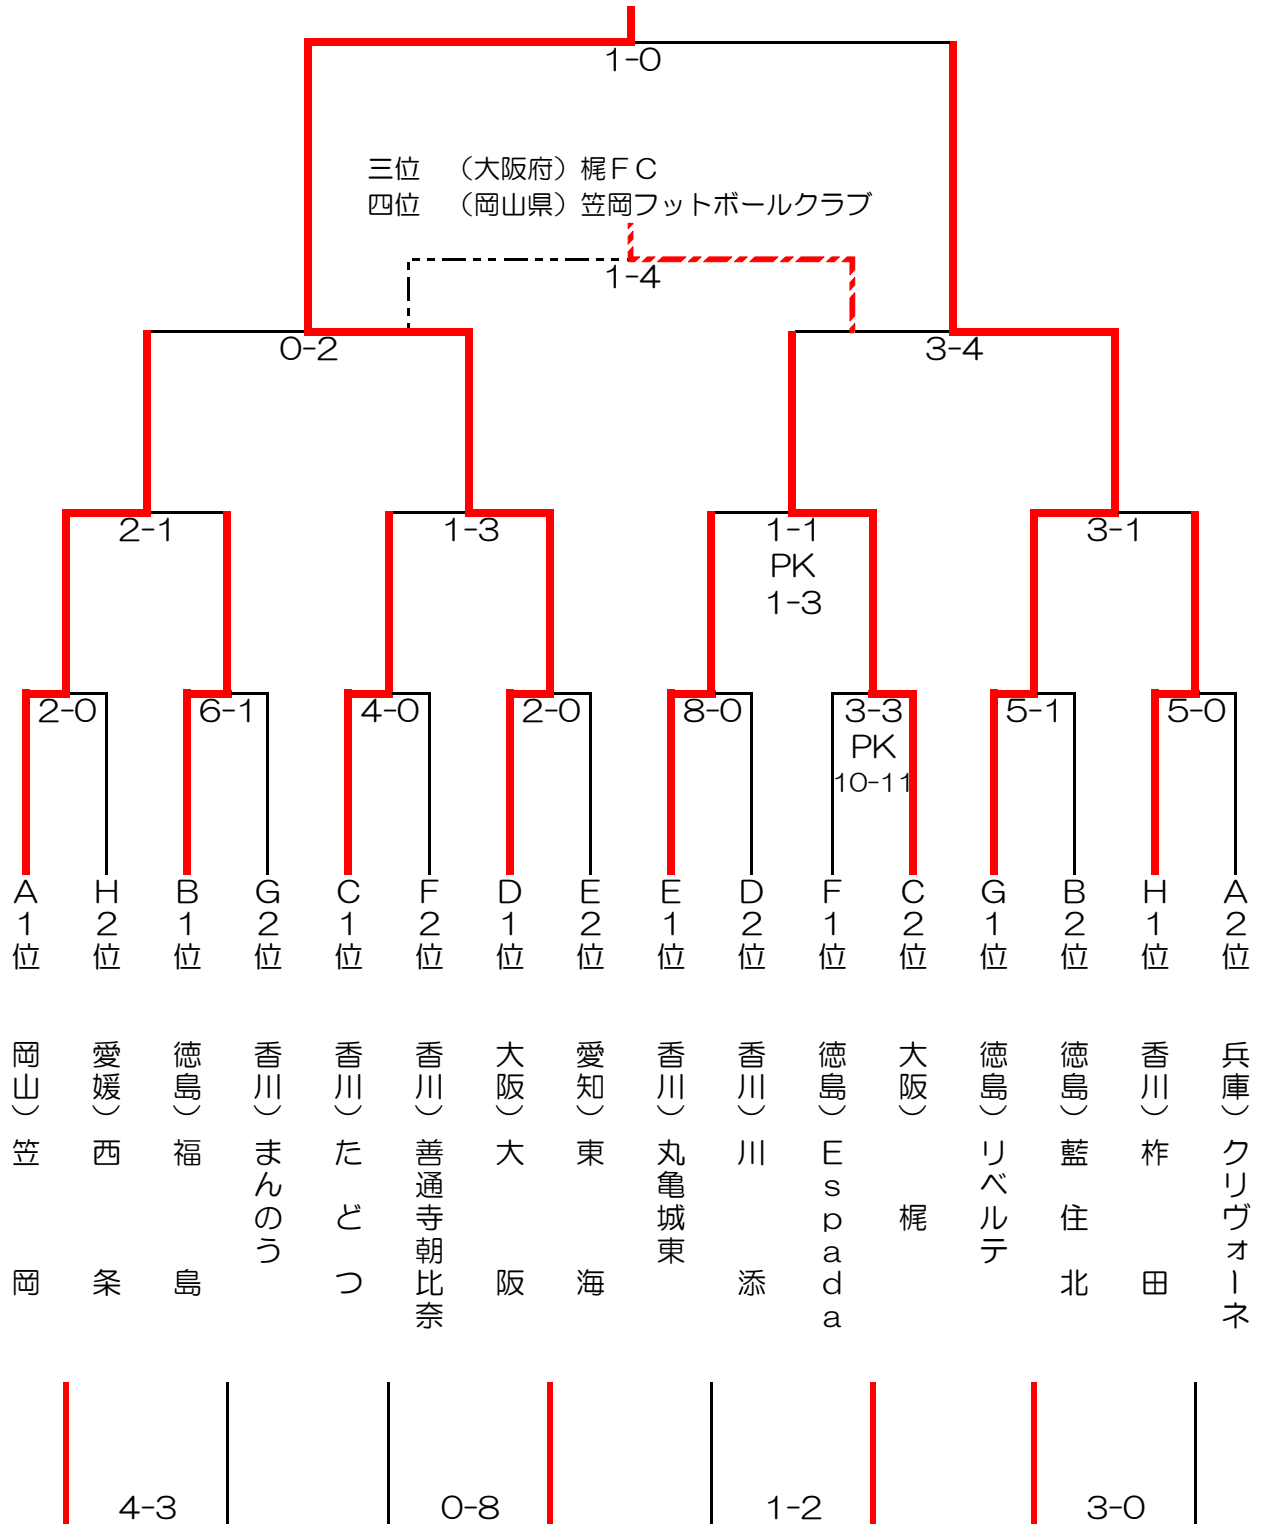 1-0
三位 （大阪府）梶ＦＣ
四位 （岡山県）笠岡フットボールクラブ
1-4
0-2
3-4
2-1
1-3
1-1
PK
1-3
3-1
2-0
6-1
4-0
2-0
8-0
3-3
PK
10-11
5-1
5-0
A1位 岡山）笠岡
H2位 愛媛）西条
B1位 徳島）福島
G2位 香川）まんのう
C1位 香川）たどつ
F2位 香川）善通寺朝比奈
D1位 大阪）大阪
E2位 愛知）東海
E1位 香川）丸亀城東
D2位 香川）川添
F1位 徳島）Espada
C2位 大阪）梶
G1位 徳島）リベルテ
B2位 徳島）藍住北
H1位 香川）柞田
A2位 兵庫）クリヴォーネ
4-3
0-8
1-2
3-0